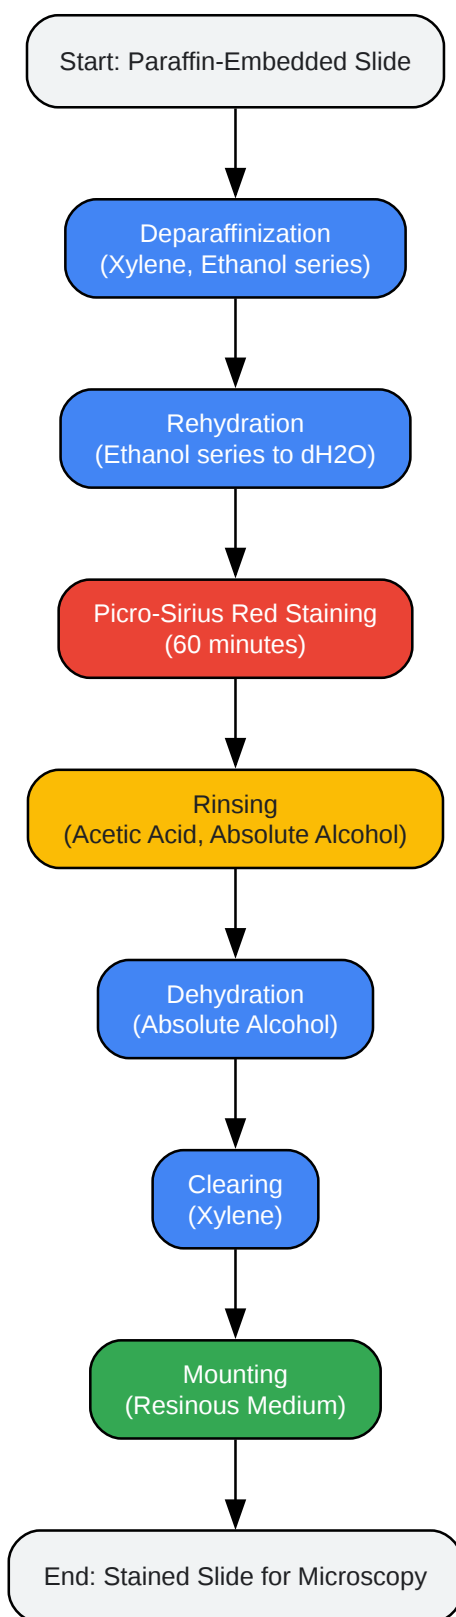 Start: Paraffin-Embedded Slide
Deparaffinization
(Xylene, Ethanol series)
Rehydration
(Ethanol series to dH2O)
Picro-Sirius Red Staining
(60 minutes)
Rinsing
(Acetic Acid, Absolute Alcohol)
Dehydration
(Absolute Alcohol)
Clearing
(Xylene)
Mounting
(Resinous Medium)
End: Stained Slide for Microscopy